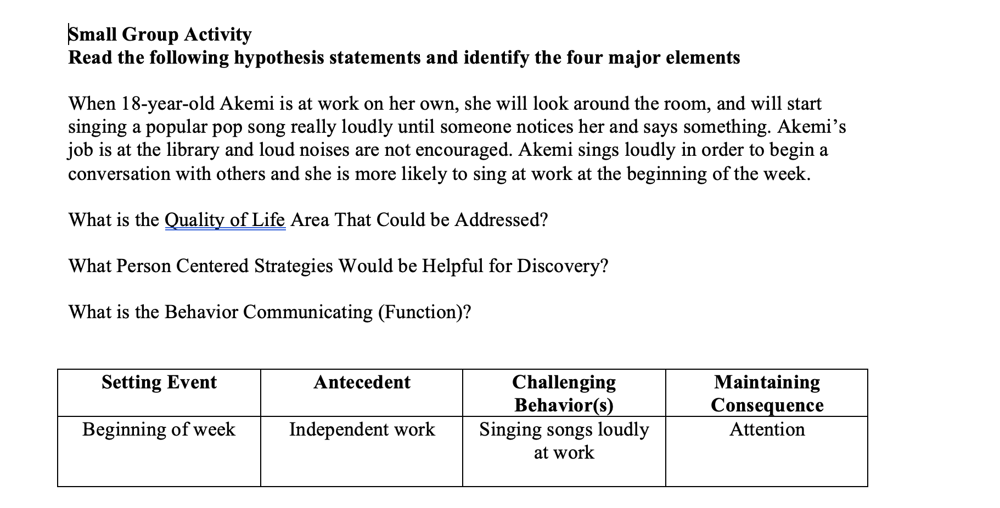 Small Group Activity
Read the following hypothesis statements and identify the four major elements
When 18-year-old Akemi is at work on her own, she will look around the room, and will start
singing a popular pop song really loudly until someone notices her and says something. Akemi’s
job is at the library and loud noises are not encouraged. Akemi sings loudly in order to begin a
conversation with others and she is more likely to sing at work at the beginning of the week.
What is the Quality of Life Area That Could be Addressed?
What Person Centered Strategies Would be Helpful for Discovery?
What is the Behavior Communicating (Function)?
Setting Event
Antecedent
Challenging
Behavior(s)
Maintaining
Consequence
Beginning of week
Independent work
Singing songs loudly
at work
Attention